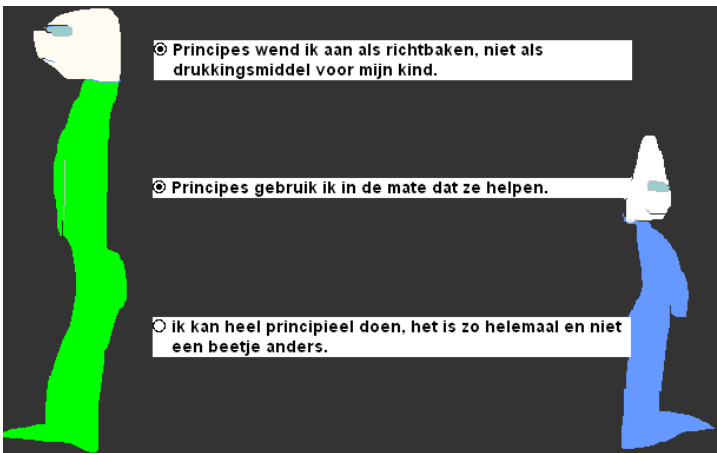 Principes wend ik aan als richtbaken, niet als
drukkingsmiddel voor mijn kind.
Principes gebruik ik in de mate dat ze helpen.
ik kan heel principieel doen, het is zo helemaal en niet
een beetje anders.